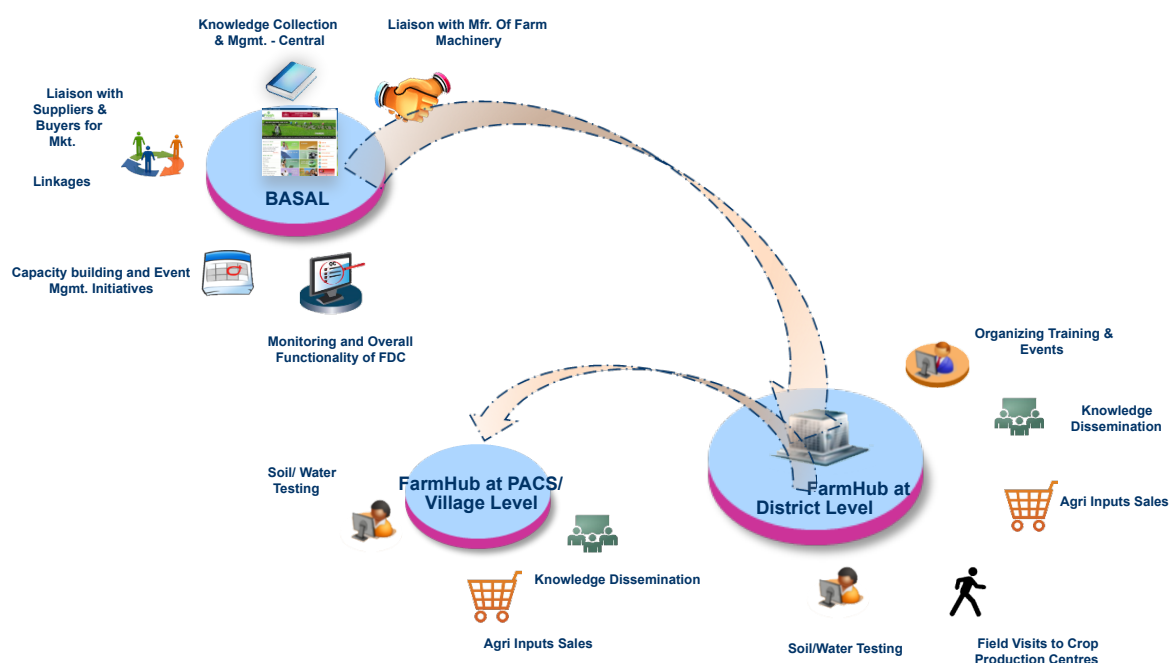 Knowledge Collection
& Mgmt. - Central
Liaison with Mfr. Of Farm
Machinery
Liaison with
Suppliers &
Buyers for
Mkt.
Linkages
BASAL
Capacity building and Event
Mgmt. Initiatives
Monitoring and Overall
Functionality of FDC
Organizing Training &
Events
Knowledge
Dissemination
Agri Inputs Sales
FarmHub at
District Level
Soil/ Water
Testing
FarmHub at PACS/
Village Level
Knowledge Dissemination
Agri Inputs Sales
Soil/Water Testing
Field Visits to Crop
Production Centres